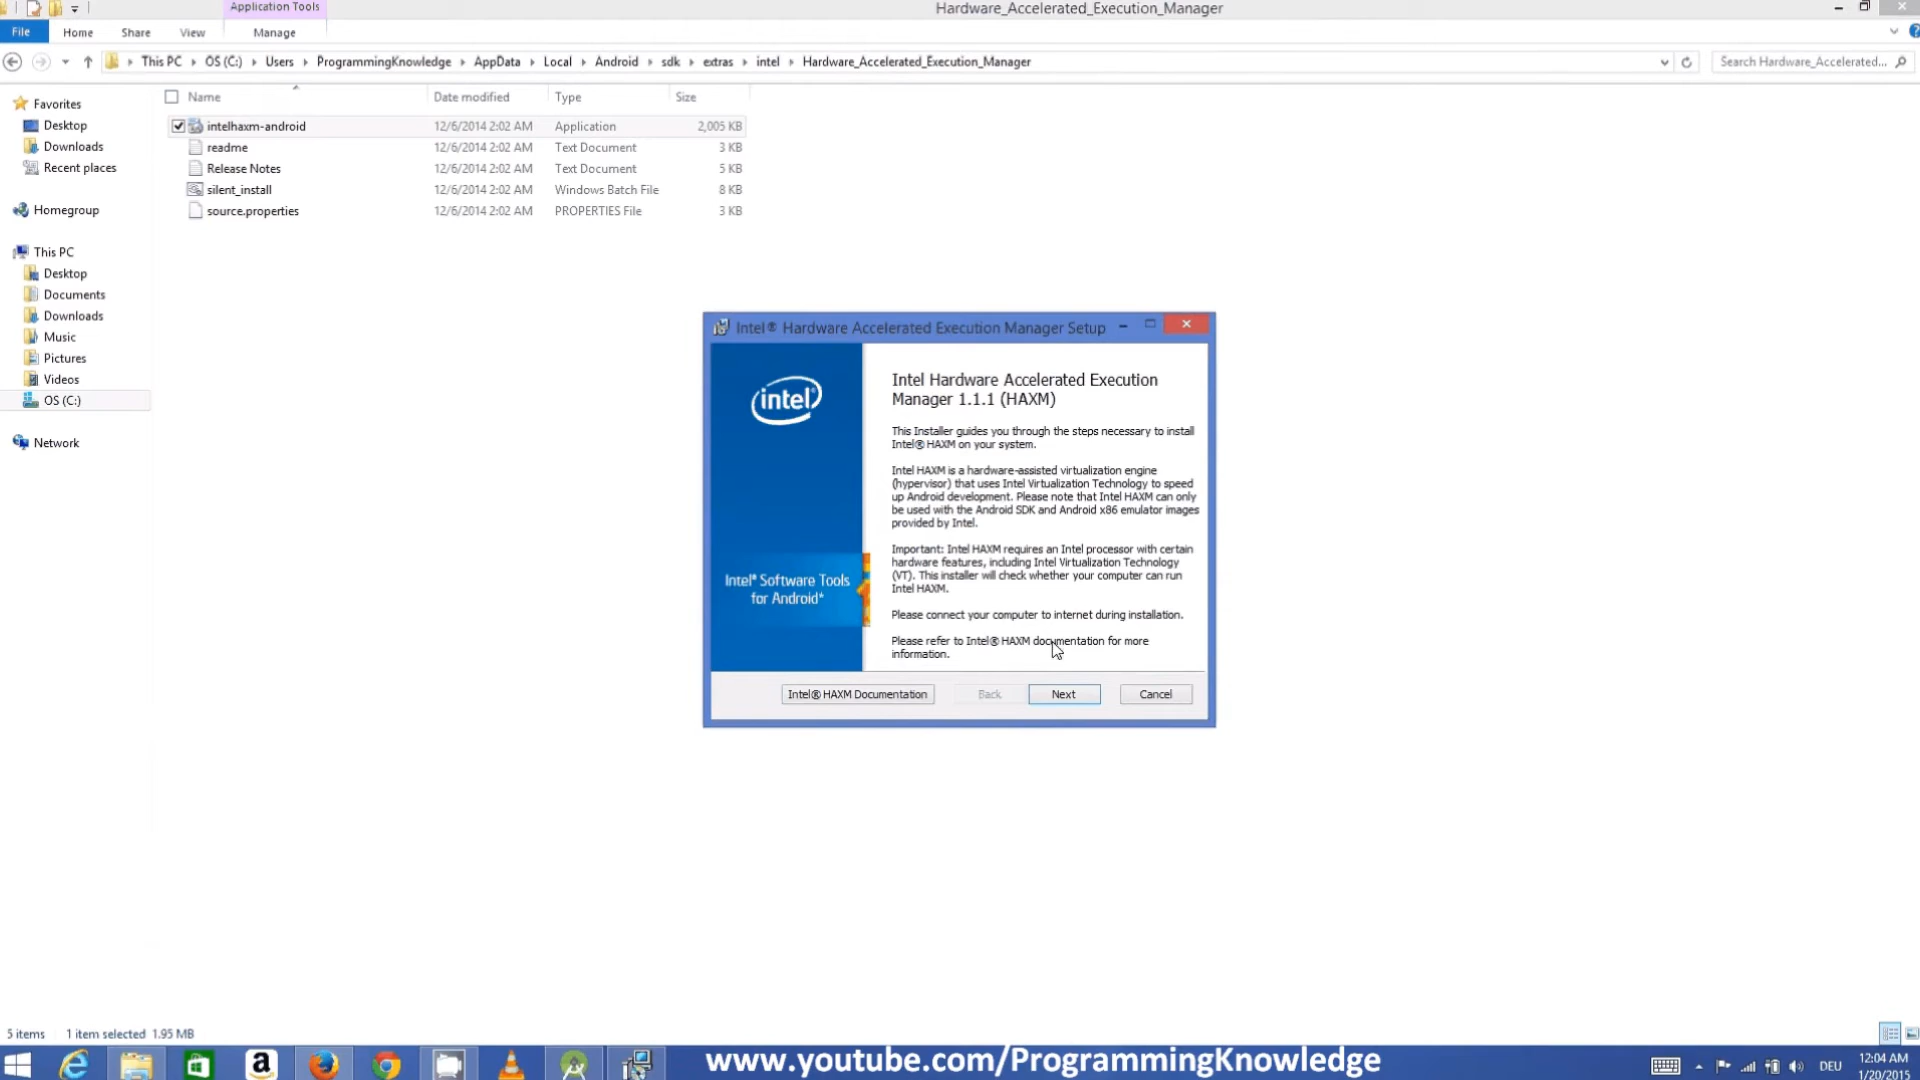 Application Tools
Hardware_Accelerated_Execution_Manager
File Home Share View Manage
This PC OS (C:) Users ProgrammingKnowledge AppData Local Android sdk extras intel Hardware_Accelerated_Execution_Manager
Search Hardware_Accelerated...
Name Date modified Type Size
intelhaxm-android 12/6/2014 2:02 AM Application 2,005 KB
readme 12/6/2014 2:02 AM Text Document 3 KB
Release Notes 12/6/2014 2:02 AM Text Document 5 KB
silent_install 12/6/2014 2:02 AM Windows Batch File 8 KB
source.properties 12/6/2014 2:02 AM PROPERTIES File 3 KB
Favorites
Desktop
Downloads
Recent places
Homegroup
This PC
Desktop
Documents
Downloads
Music
Pictures
Videos
OS (C:)
Network
Intel® Hardware Accelerated Execution Manager Setup
intel
Intel® Software Tools
for Android*
Intel Hardware Accelerated Execution
Manager 1.1.1 (HAXM)
This Installer guides you through the steps necessary to install
Intel® HAXM on your system.
Intel HAXM is a hardware-assisted virtualization engine
(hypervisor) that uses Intel Virtualization Technology to speed
up Android development. Please note that Intel HAXM can only
be used with the Android SDK and Android x86 emulator images
provided by Intel.
Important: Intel HAXM requires an Intel processor with certain
hardware features, including Intel Virtualization Technology
(VT). This installer will check whether your computer can run
Intel HAXM.
Please connect your computer to internet during installation.
Please refer to Intel® HAXM documentation for more
information.
Intel® HAXM Documentation Back Next Cancel
5 items 1 item selected 1.95 MB
www.youtube.com/ProgrammingKnowledge
DEU
12:04 AM
1/20/2015